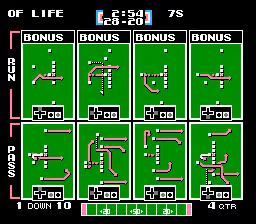 OF LIFE 2:54 7S
28-20
BONUS BONUS BONUS BONUS
RUN
PASS
1 DOWN 10 +20 +50+ 20+ 4 QTR